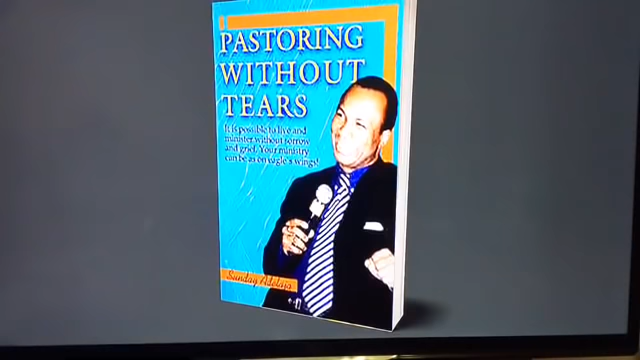 PASTORING
WITHOUT
TEARS
It is possible to live and
minister without sorrow
and grief. Your ministry
can be as on eagle's wings!
Sunday Adelaja